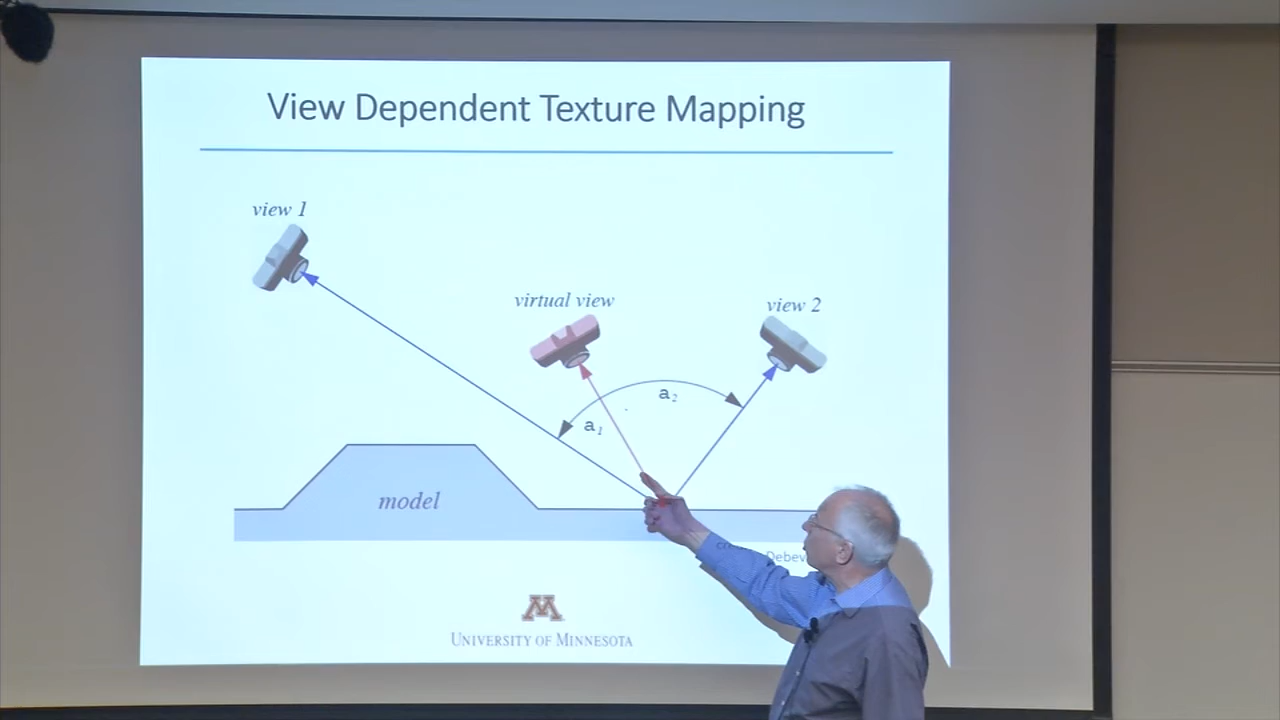 View Dependent Texture Mapping
view 1
virtual view
view 2
a₂
a₁
model
UNIVERSITY OF MINNESOTA